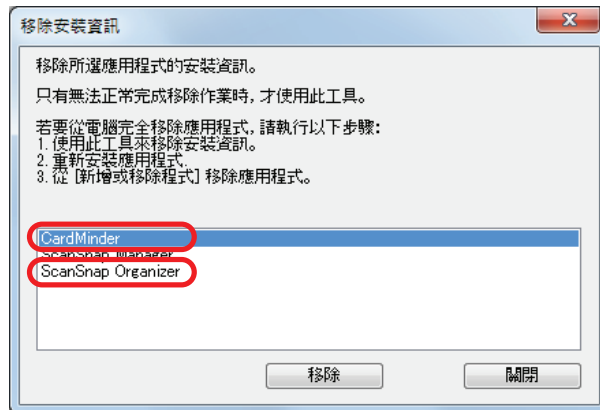 移除安裝資訊
移除所選應用程式的安裝資訊。
只有無法正常完成移除作業時, 才使用此工具。
若要從電腦完全移除應用程式, 請執行以下步驟:
1. 使用此工具來移除安裝資訊。
2. 重新安裝應用程式.
3. 從 [新增或移除程式] 移除應用程式。
CardMinder
ScanSnap Manager
ScanSnap Organizer
移除
關閉